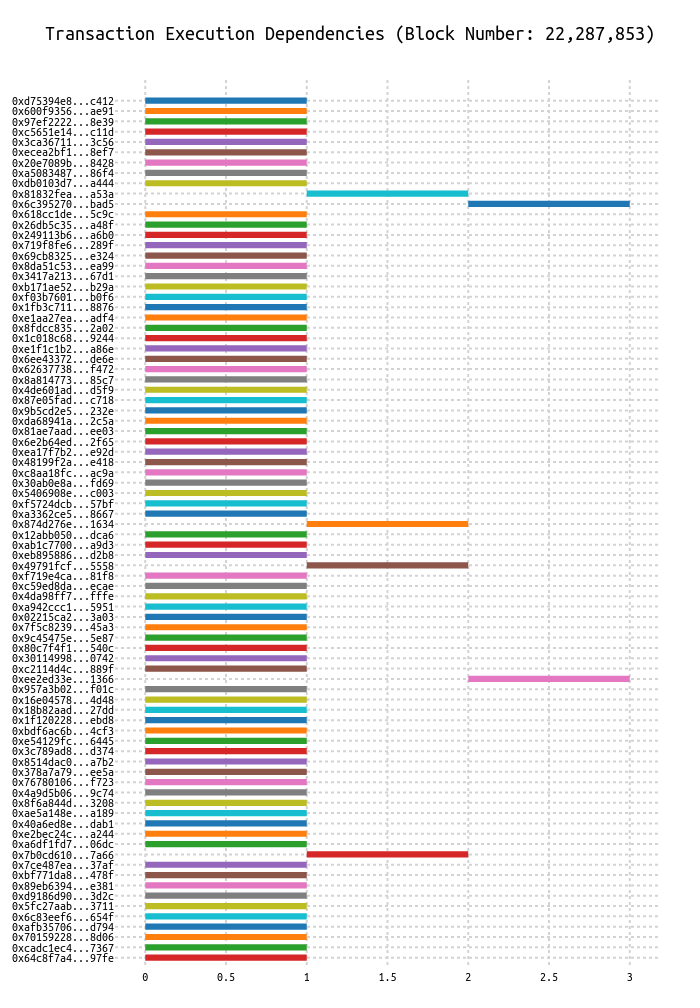 Transaction Execution Dependencies (Block Number: 22,287,853)
0xd75394e8...c412
0x600f9356...ae91
0x97ef2222...8e39
0xc5651e14...c11d
0x3ca36711...3c56
0xecea2bf1...8ef7
0x20e7089b...8428
0xa5083487...86f4
0xdb0103d7...a444
0x81832fea...a53a
0x6c395270...bad5
0x618cc1de...5c9c
0x26db5c35...a48f
0x249113b6...a6b0
0x719f8fe6...289f
0x69cb8325...e324
0x8da51c53...ea99
0x3417a213...67d1
0xb171ae52...b29a
0xf03b7601...b0f6
0x1fb3c711...8876
0xe1aa27ea...adf4
0x8fdcc835...2a02
0x1c018c68...9244
0xe1f1c1b2...a86e
0x6ee43372...de6e
0x62637738...f472
0x8a814773...85c7
0x4de601ad...d5f9
0x87e05fad...c718
0x9b5cd2e5...232e
0xda68941a...2c5a
0x81ae7aad...ee03
0x6e2b64ed...2f65
0xea17f7b2...e92d
0x48199f2a...e418
0xc8aa18fc...ac9a
0x30ab0e8a...fd69
0x5406908e...c003
0xf5724dcb...57bf
0xa3362ce5...8667
0x874d276e...1634
0x12abb050...dca6
0xab1c7700...a9d3
0xeb895886...d2b8
0x49791fcf...5558
0xf719e4ca...81f8
0xc59ed8da...ecae
0x4da98ff7...fffe
0xa942ccc1...5951
0x02215ca2...3a03
0x7f5c8239...45a3
0x9c45475e...5e87
0x80c7f4f1...540c
0x30114998...0742
0xc2114d4c...889f
0xee2ed33e...1366
0x957a3b02...f01c
0x16e04578...4d48
0x18b82aad...27dd
0x1f120228...ebd8
0xbdf6ac6b...4cf3
0xe54129fc...6445
0x3c789ad8...d374
0x8514dac0...a7b2
0x378a7a79...ee5a
0x76780106...f723
0x4a9d5b06...9c74
0x8f6a844d...3208
0xae5a148e...a189
0x40a6ed8e...dab1
0xe2bec24c...a244
0xa6df1fd7...06dc
0x7b0cd610...7a66
0x7ce487ea...37af
0xbf771da8...478f
0x89eb6394...e381
0xd9186d90...3d2c
0x5fc27aab...3711
0x6c83eef6...654f
0xafb35706...d794
0x70159228...8d06
0xcadc1ec4...7367
0x64c8f7a4...97fe
0 0.5 1 1.5 2 2.5 3